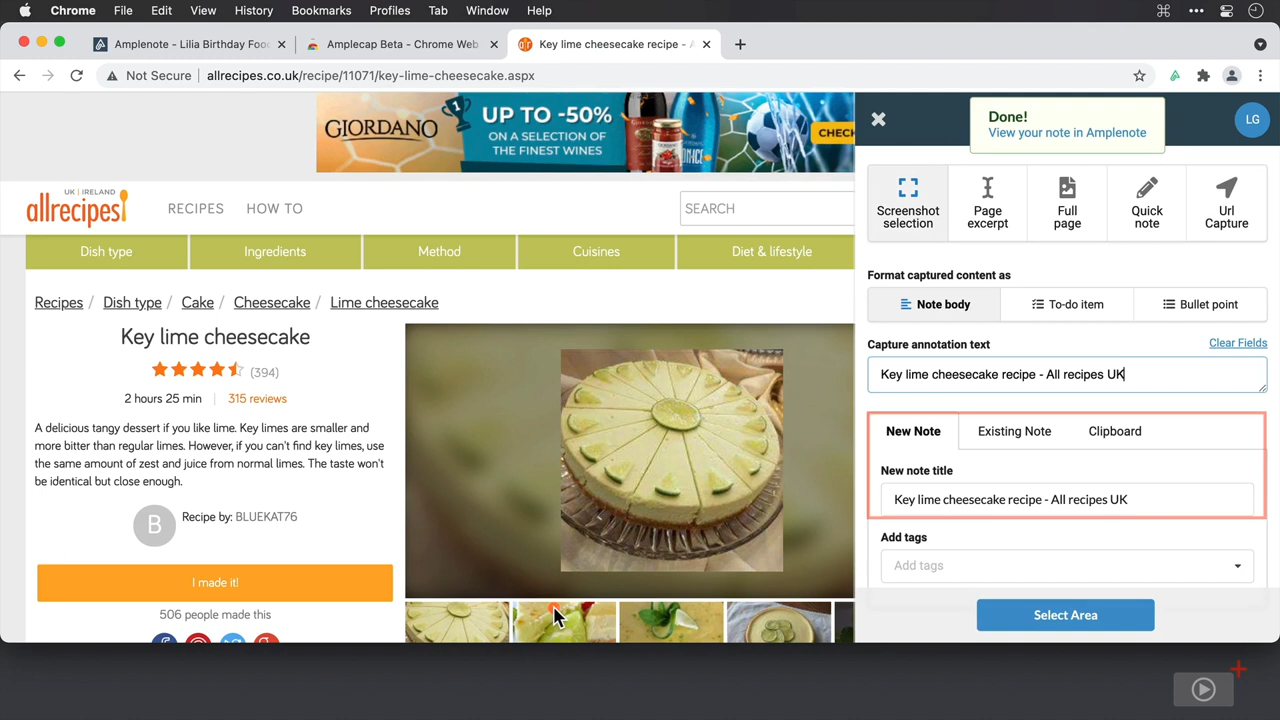 Chrome File Edit View History Bookmarks Profiles Tab Window Help
Amplenote - Lilia Birthday Foo
Amplecap Beta - Chrome Web
Key lime cheesecake recipe - A
Not Secure
allrecipes.co.uk/recipe/11071/key-lime-cheesecake.aspx
GIORDANO
1
UP TO -50%
ON A SELECTION OF
THE FINEST WINES
CHECK
UK | IRELAND
allrecipes
RECIPES
HOW TO
SEARCH
Dish type
Ingredients
Method
Cuisines
Diet & lifestyle
Recipes / Dish type / Cake / Cheesecake / Lime cheesecake
Key lime cheesecake
(394)
2 hours 25 min
315 reviews
A delicious tangy dessert if you like lime. Key limes are smaller and
more bitter than regular limes. However, if you can't find key limes, use
the same amount of zest and juice from normal limes. The taste won't
be identical but close enough.
B
Recipe by: BLUEKAT76
I made it!
506 people made this
Done!
View your note in Amplenote
LG
Screenshot
selection
Page
excerpt
Full
page
Quick
note
Url
Capture
Format captured content as
Note body
To-do item
Bullet point
Capture annotation text
Clear Fields
Key lime cheesecake recipe - All recipes UK
New Note
Existing Note
Clipboard
New note title
Key lime cheesecake recipe - All recipes UK
Add tags
Add tags
Select Area